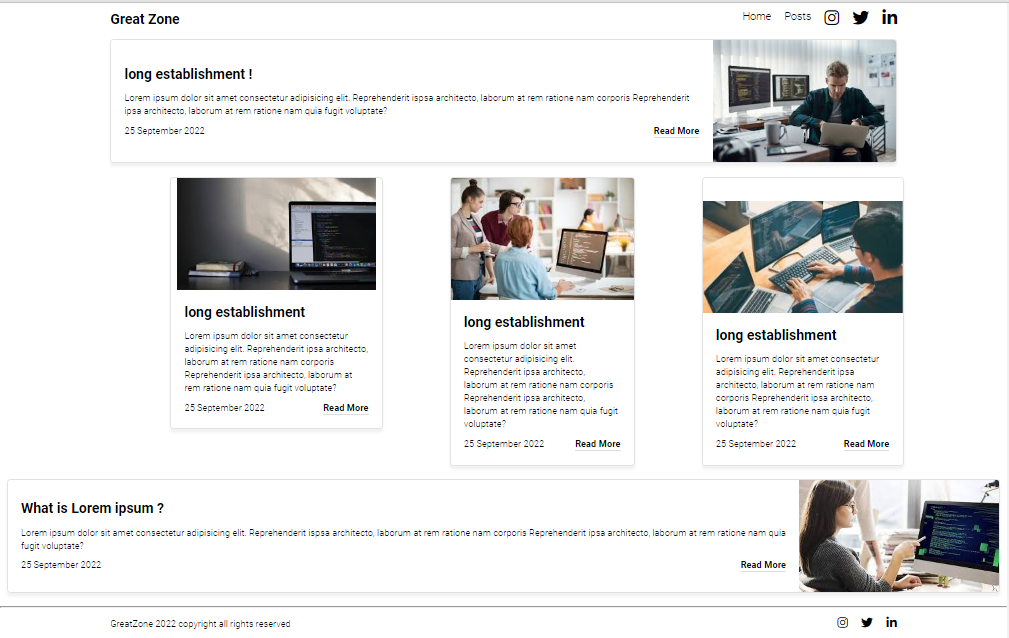 Great Zone
Home Posts
long establishment !
Lorem ipsum dolor sit amet consectetur adipisicing elit. Reprehenderit ispsa architecto, laborum at rem ratione nam corporis Reprehenderit
ipsa architecto, laborum at rem ratione nam quia fugit voluptate?
25 September 2022 Read More
long establishment
Lorem ipsum dolor sit amet consectetur
adipisicing elit. Reprehenderit ipsa architecto,
laborum at rem ratione nam corporis
Reprehenderit ipsa architecto, laborum at
rem ratione nam quia fugit voluptate?
25 September 2022 Read More
long establishment
Lorem ipsum dolor sit amet
consectetur adipisicing elit.
Reprehenderit ipsa architecto,
laborum at rem ratione nam corporis
Reprehenderit ipsa architecto,
laborum at rem ratione nam quia fugit
voluptate?
25 September 2022 Read More
long establishment
Lorem ipsum dolor sit amet consectetur
adipisicing elit. Reprehenderit ipsa
architecto, laborum at rem ratione nam
corporis Reprehenderit ipsa architecto,
laborum at rem ratione nam quia fugit
voluptate?
25 September 2022 Read More
What is Lorem ipsum ?
Lorem ipsum dolor sit amet consectetur adipisicing elit. Reprehenderit ispsa architecto, laborum at rem ratione nam corporis Reprehenderit ipsa architecto, laborum at rem ratione nam quia
fugit voluptate?
25 September 2022 Read More
GreatZone 2022 copyright all rights reserved